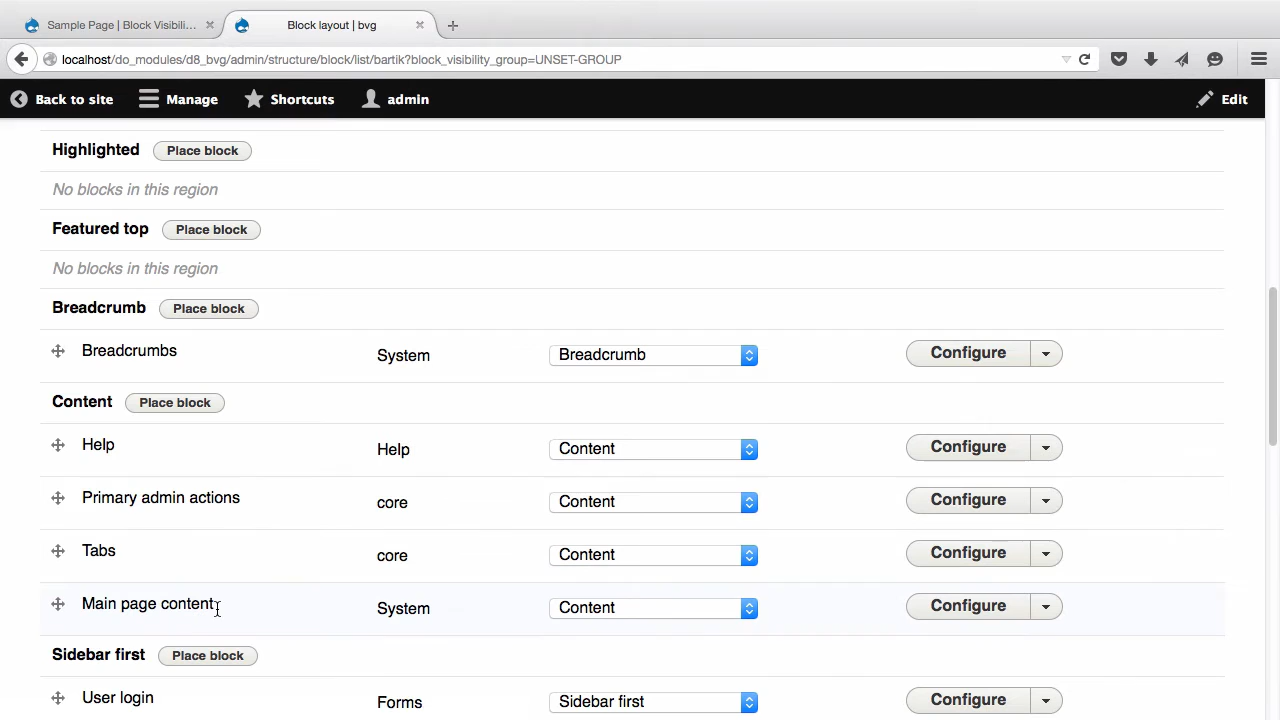 Sample Page | Block Visibili...
Block layout | bvg
localhost/do_modules/d8_bvg/admin/structure/block/list/bartik?block_visibility_group=UNSET-GROUP
Back to site Manage Shortcuts admin Edit
Highlighted Place block
No blocks in this region
Featured top Place block
No blocks in this region
Breadcrumb Place block
Breadcrumbs System Breadcrumb Configure
Content Place block
Help Help Content Configure
Primary admin actions core Content Configure
Tabs core Content Configure
Main page content System Content Configure
Sidebar first Place block
User login Forms Sidebar first Configure